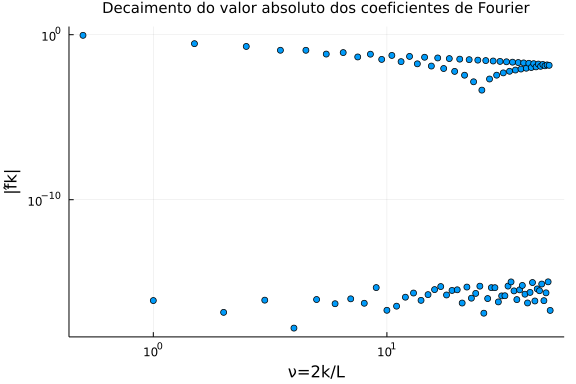 Decaimento do valor absoluto dos coeficientes de Fourier
10⁰
|f̂k|
10⁻¹⁰
10⁰
10¹
ν=2k/L